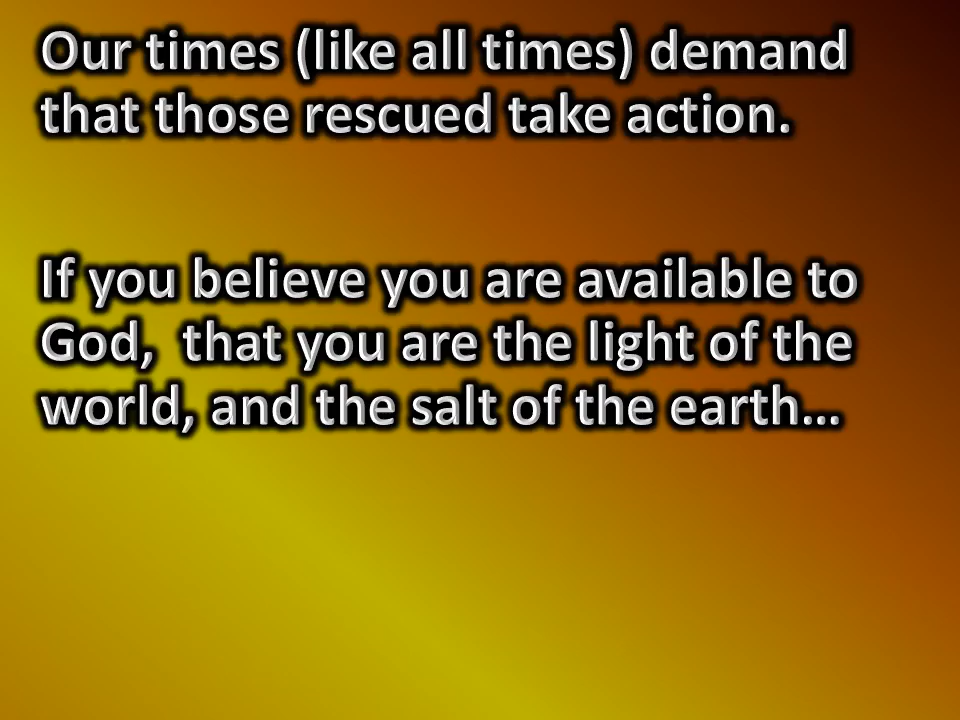 Our times (like all times) demand
that those rescued take action.
If you believe you are available to
God,  that you are the light of the
world, and the salt of the earth...